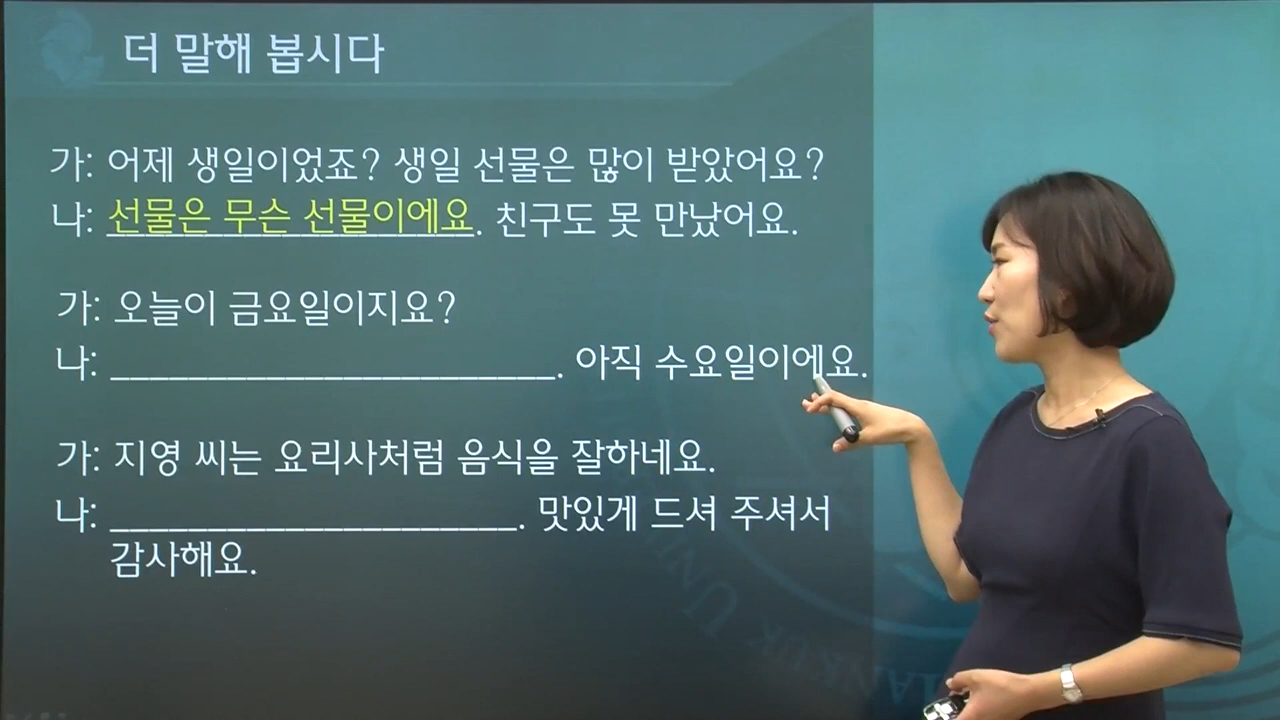 더 말해 봅시다
가: 어제 생일이었죠? 생일 선물은 많이 받았어요?
나: 선물은 무슨 선물이에요. 친구도 못 만났어요.
가: 오늘이 금요일이지요?
나: ______________________. 아직 수요일이에요.
가: 지영 씨는 요리사처럼 음식을 잘하네요.
나: ____________________. 맛있게 드셔 주셔서
감사해요.